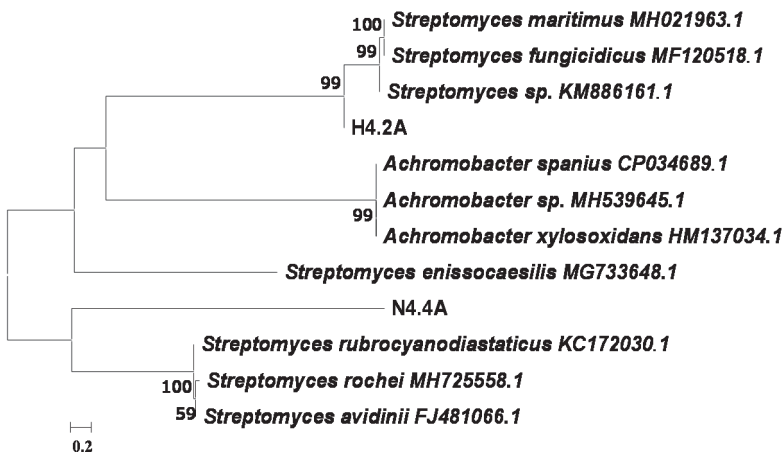 100
Streptomyces maritimus MH021963.1
99
Streptomyces fungicidicus MF120518.1
99
Streptomyces sp. KM886161.1
H4.2A
Achromobacter spanius CP034689.1
Achromobacter sp. MH539645.1
99
Achromobacter xylosoxidans HM137034.1
Streptomyces enissocaesilis MG733648.1
N4.4A
Streptomyces rubrocyanodiastaticus KC172030.1
100
Streptomyces rochei MH725558.1
59
Streptomyces avidinii FJ481066.1
0.2